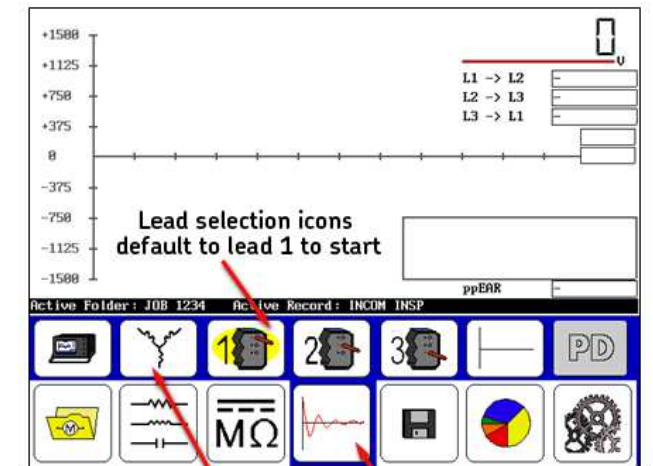 +1500
0
+1125
V
L1 -> L2 -
+750
L2 -> L3 -
L3 -> L1 -
+375
0
-375
-750
Lead selection icons
default to lead 1 to start
-1125
-1500
ppEAR -
Active Folder: JOB 1234 Active Record: INCOM INSP
1 2 3 PD
M MΩ